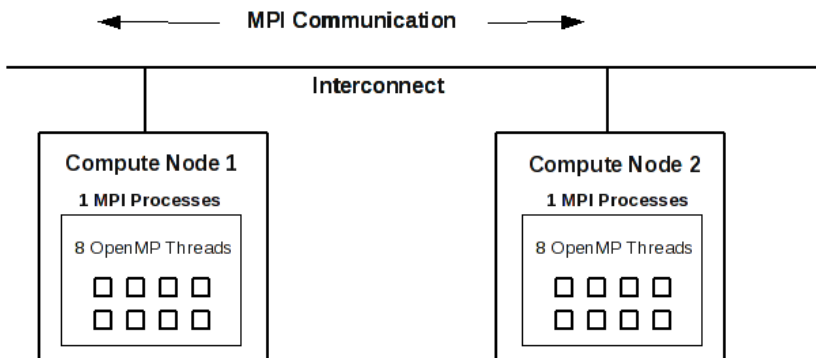 MPI Communication
Interconnect
Compute Node 1
1 MPI Processes
8 OpenMP Threads
Compute Node 2
1 MPI Processes
8 OpenMP Threads